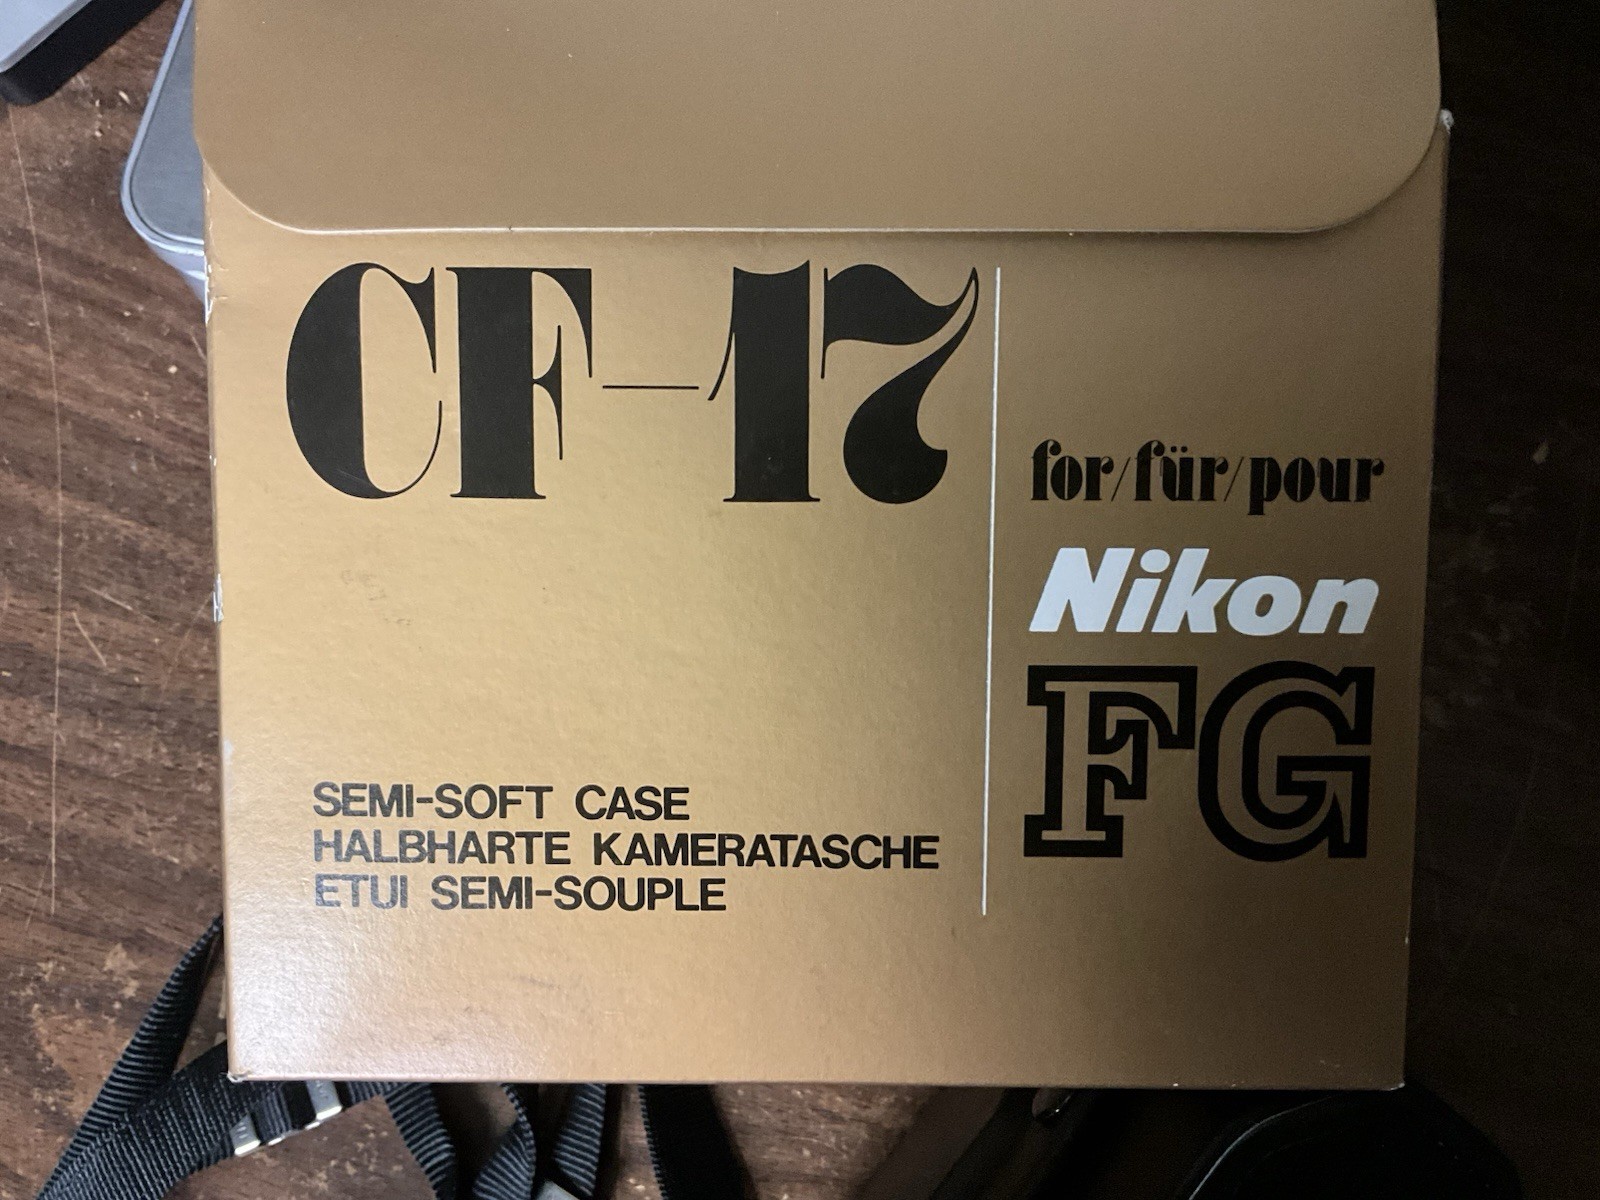 CF-17
for/für/pour
Nikon
FG
SEMI-SOFT CASE
HALBHARTE KAMERATASCHE
ETUI SEMI-SOUPLE